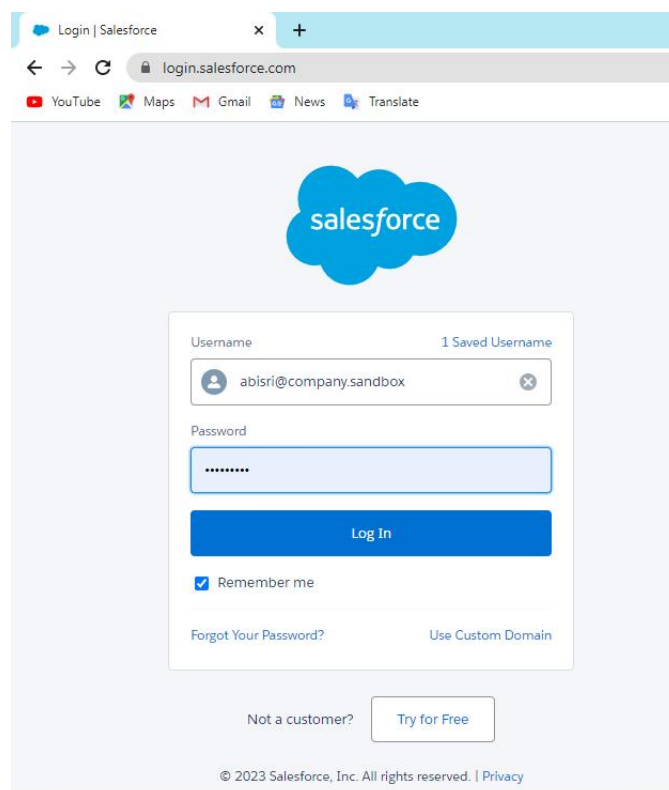 Login | Salesforce
login.salesforce.com
YouTube Maps Gmail News Translate
salesforce
Username 1 Saved Username
abisri@company.sandbox
Password
•••••••••
Log In
Remember me
Forgot Your Password? Use Custom Domain
Not a customer? Try for Free
© 2023 Salesforce, Inc. All rights reserved. | Privacy